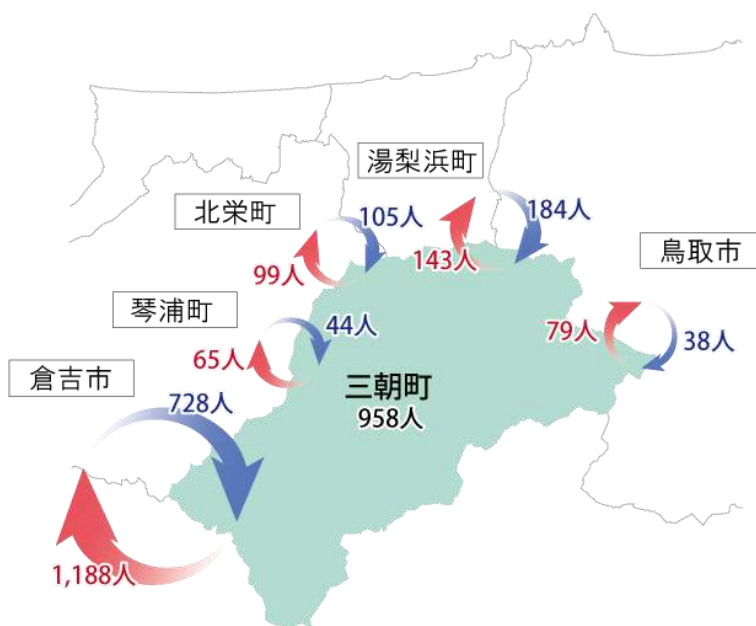 湯梨浜町
北栄町
105人
184人
99人
143人
鳥取市
琴浦町
44人
65人
79人
38人
倉吉市
728人
三朝町
958人
1,188人